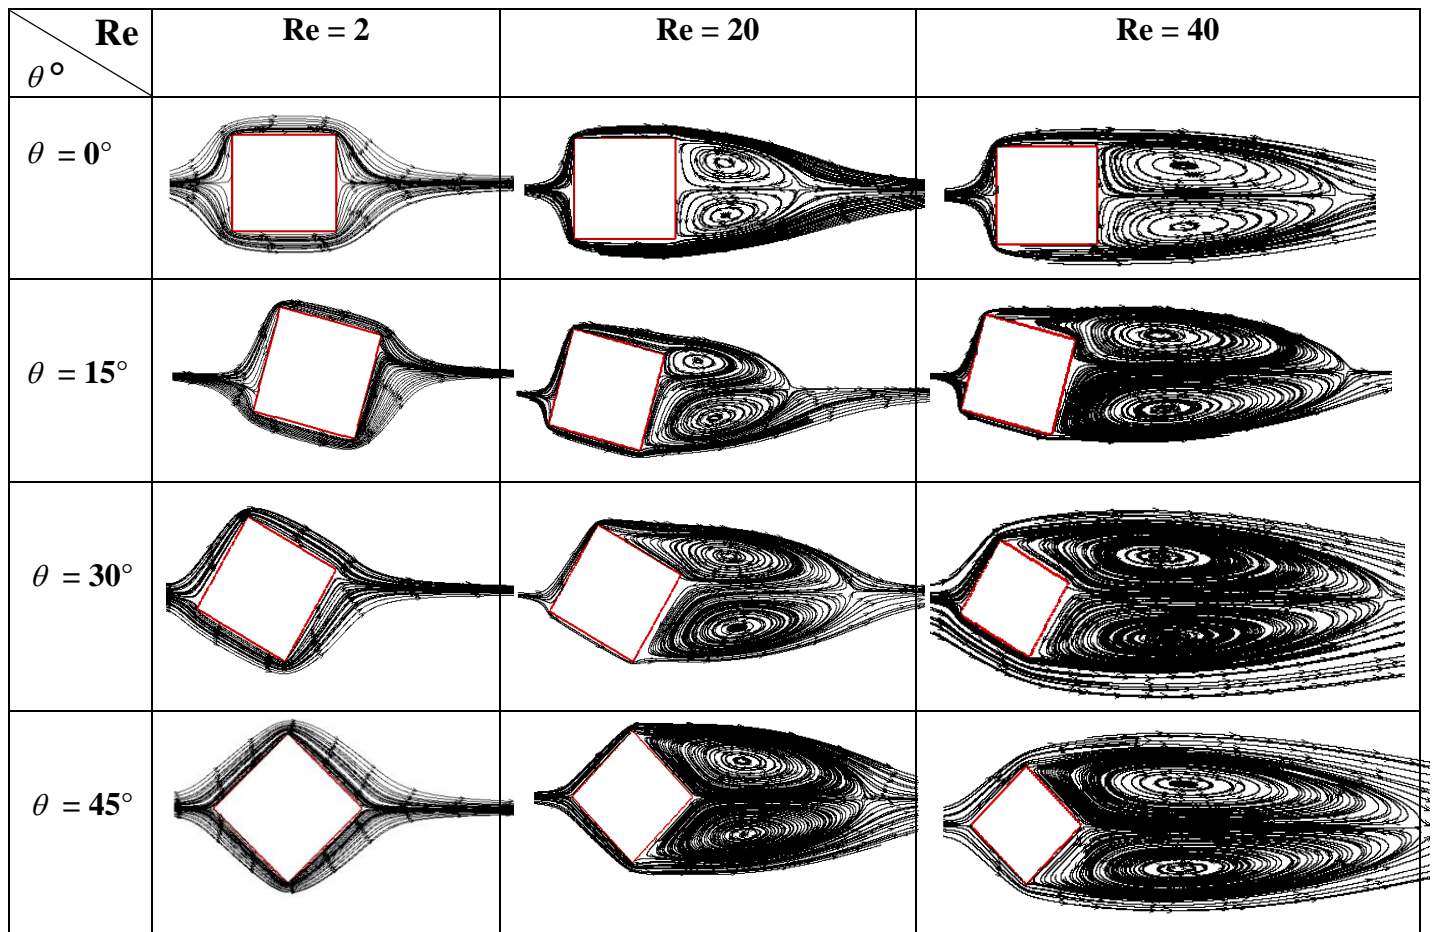 Re
θ°
Re = 2
Re = 20
Re = 40
θ = 0°
θ = 15°
θ = 30°
θ = 45°